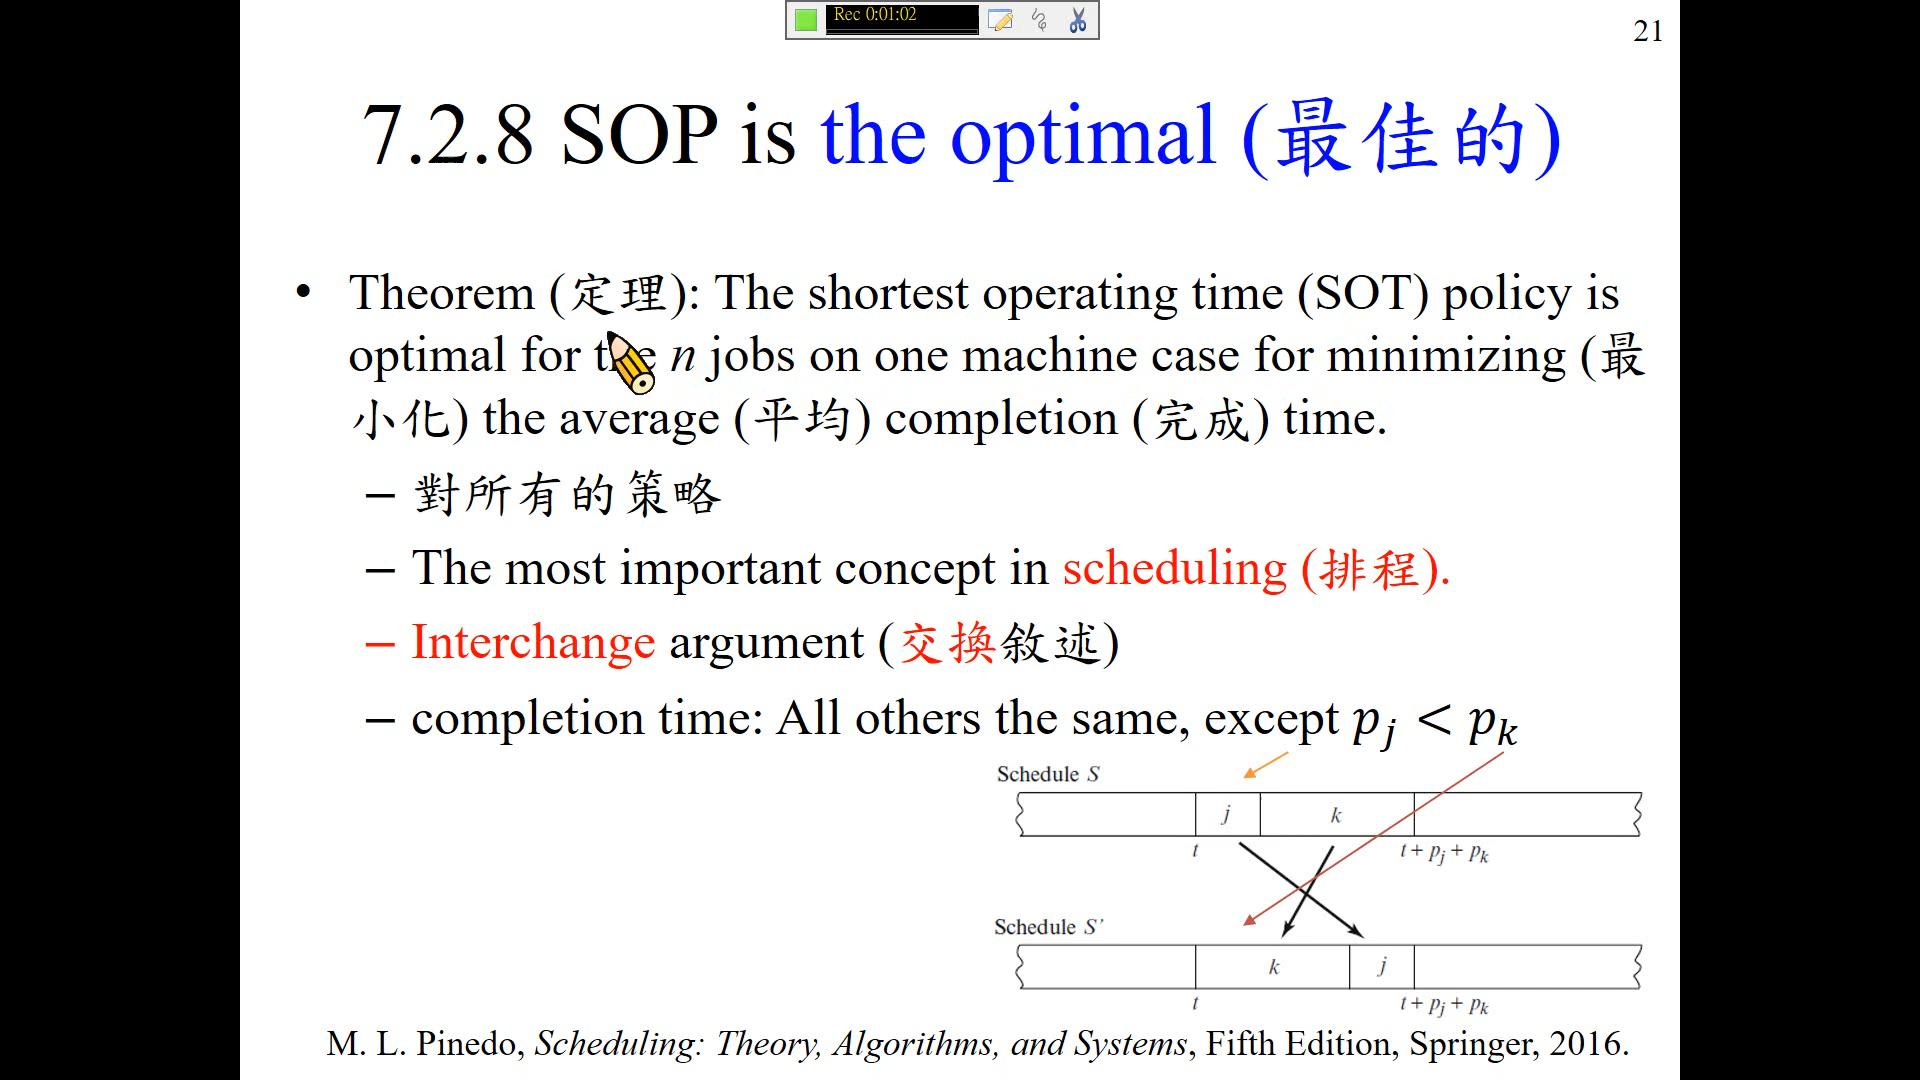 Rec 0:01:02
21
7.2.8 SOP is the optimal (最佳的)
• Theorem (定理): The shortest operating time (SOT) policy is
optimal for the n jobs on one machine case for minimizing (最
小化) the average (平均) completion (完成) time.
– 對所有的策略
– The most important concept in scheduling (排程).
– Interchange argument (交換敘述)
– completion time: All others the same, except p_j < p_k
Schedule S
j k
t t + p_j + p_k
Schedule S'
k j
t t + p_j + p_k
M. L. Pinedo, Scheduling: Theory, Algorithms, and Systems, Fifth Edition, Springer, 2016.